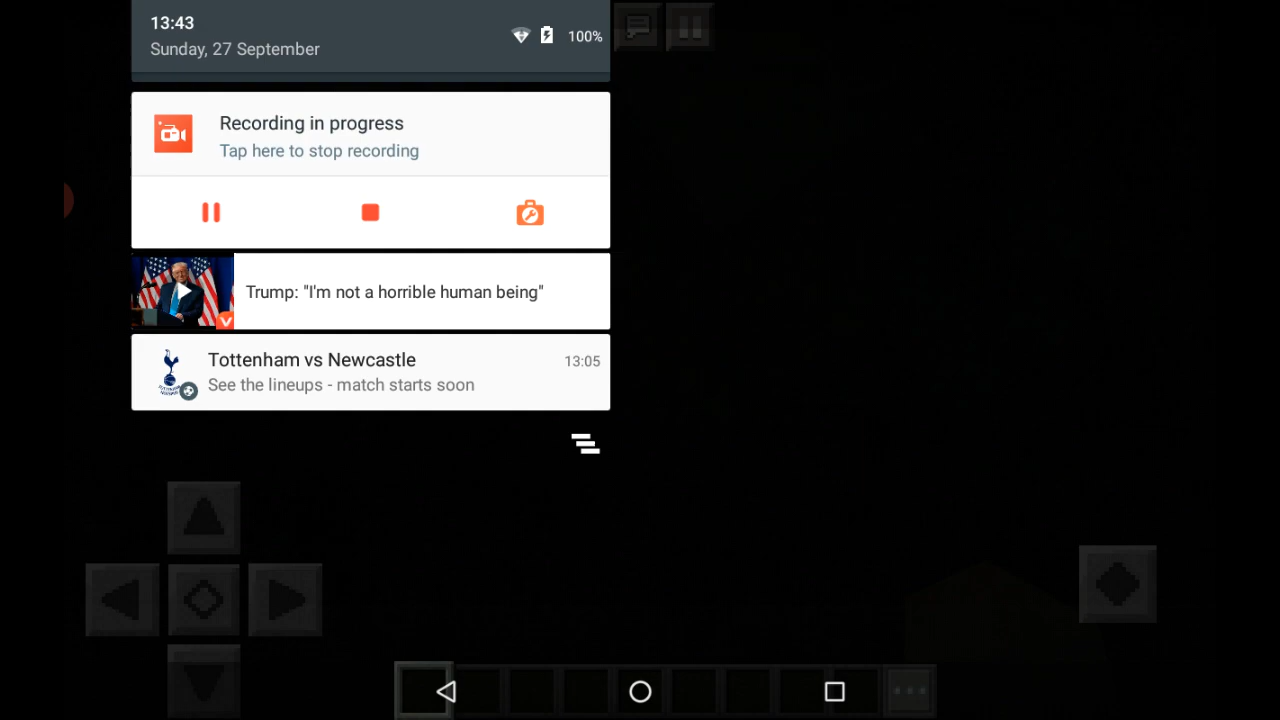 13:43
Sunday, 27 September
100%
Recording in progress
Tap here to stop recording
Trump: "I'm not a horrible human being"
Tottenham vs Newcastle
13:05
See the lineups - match starts soon